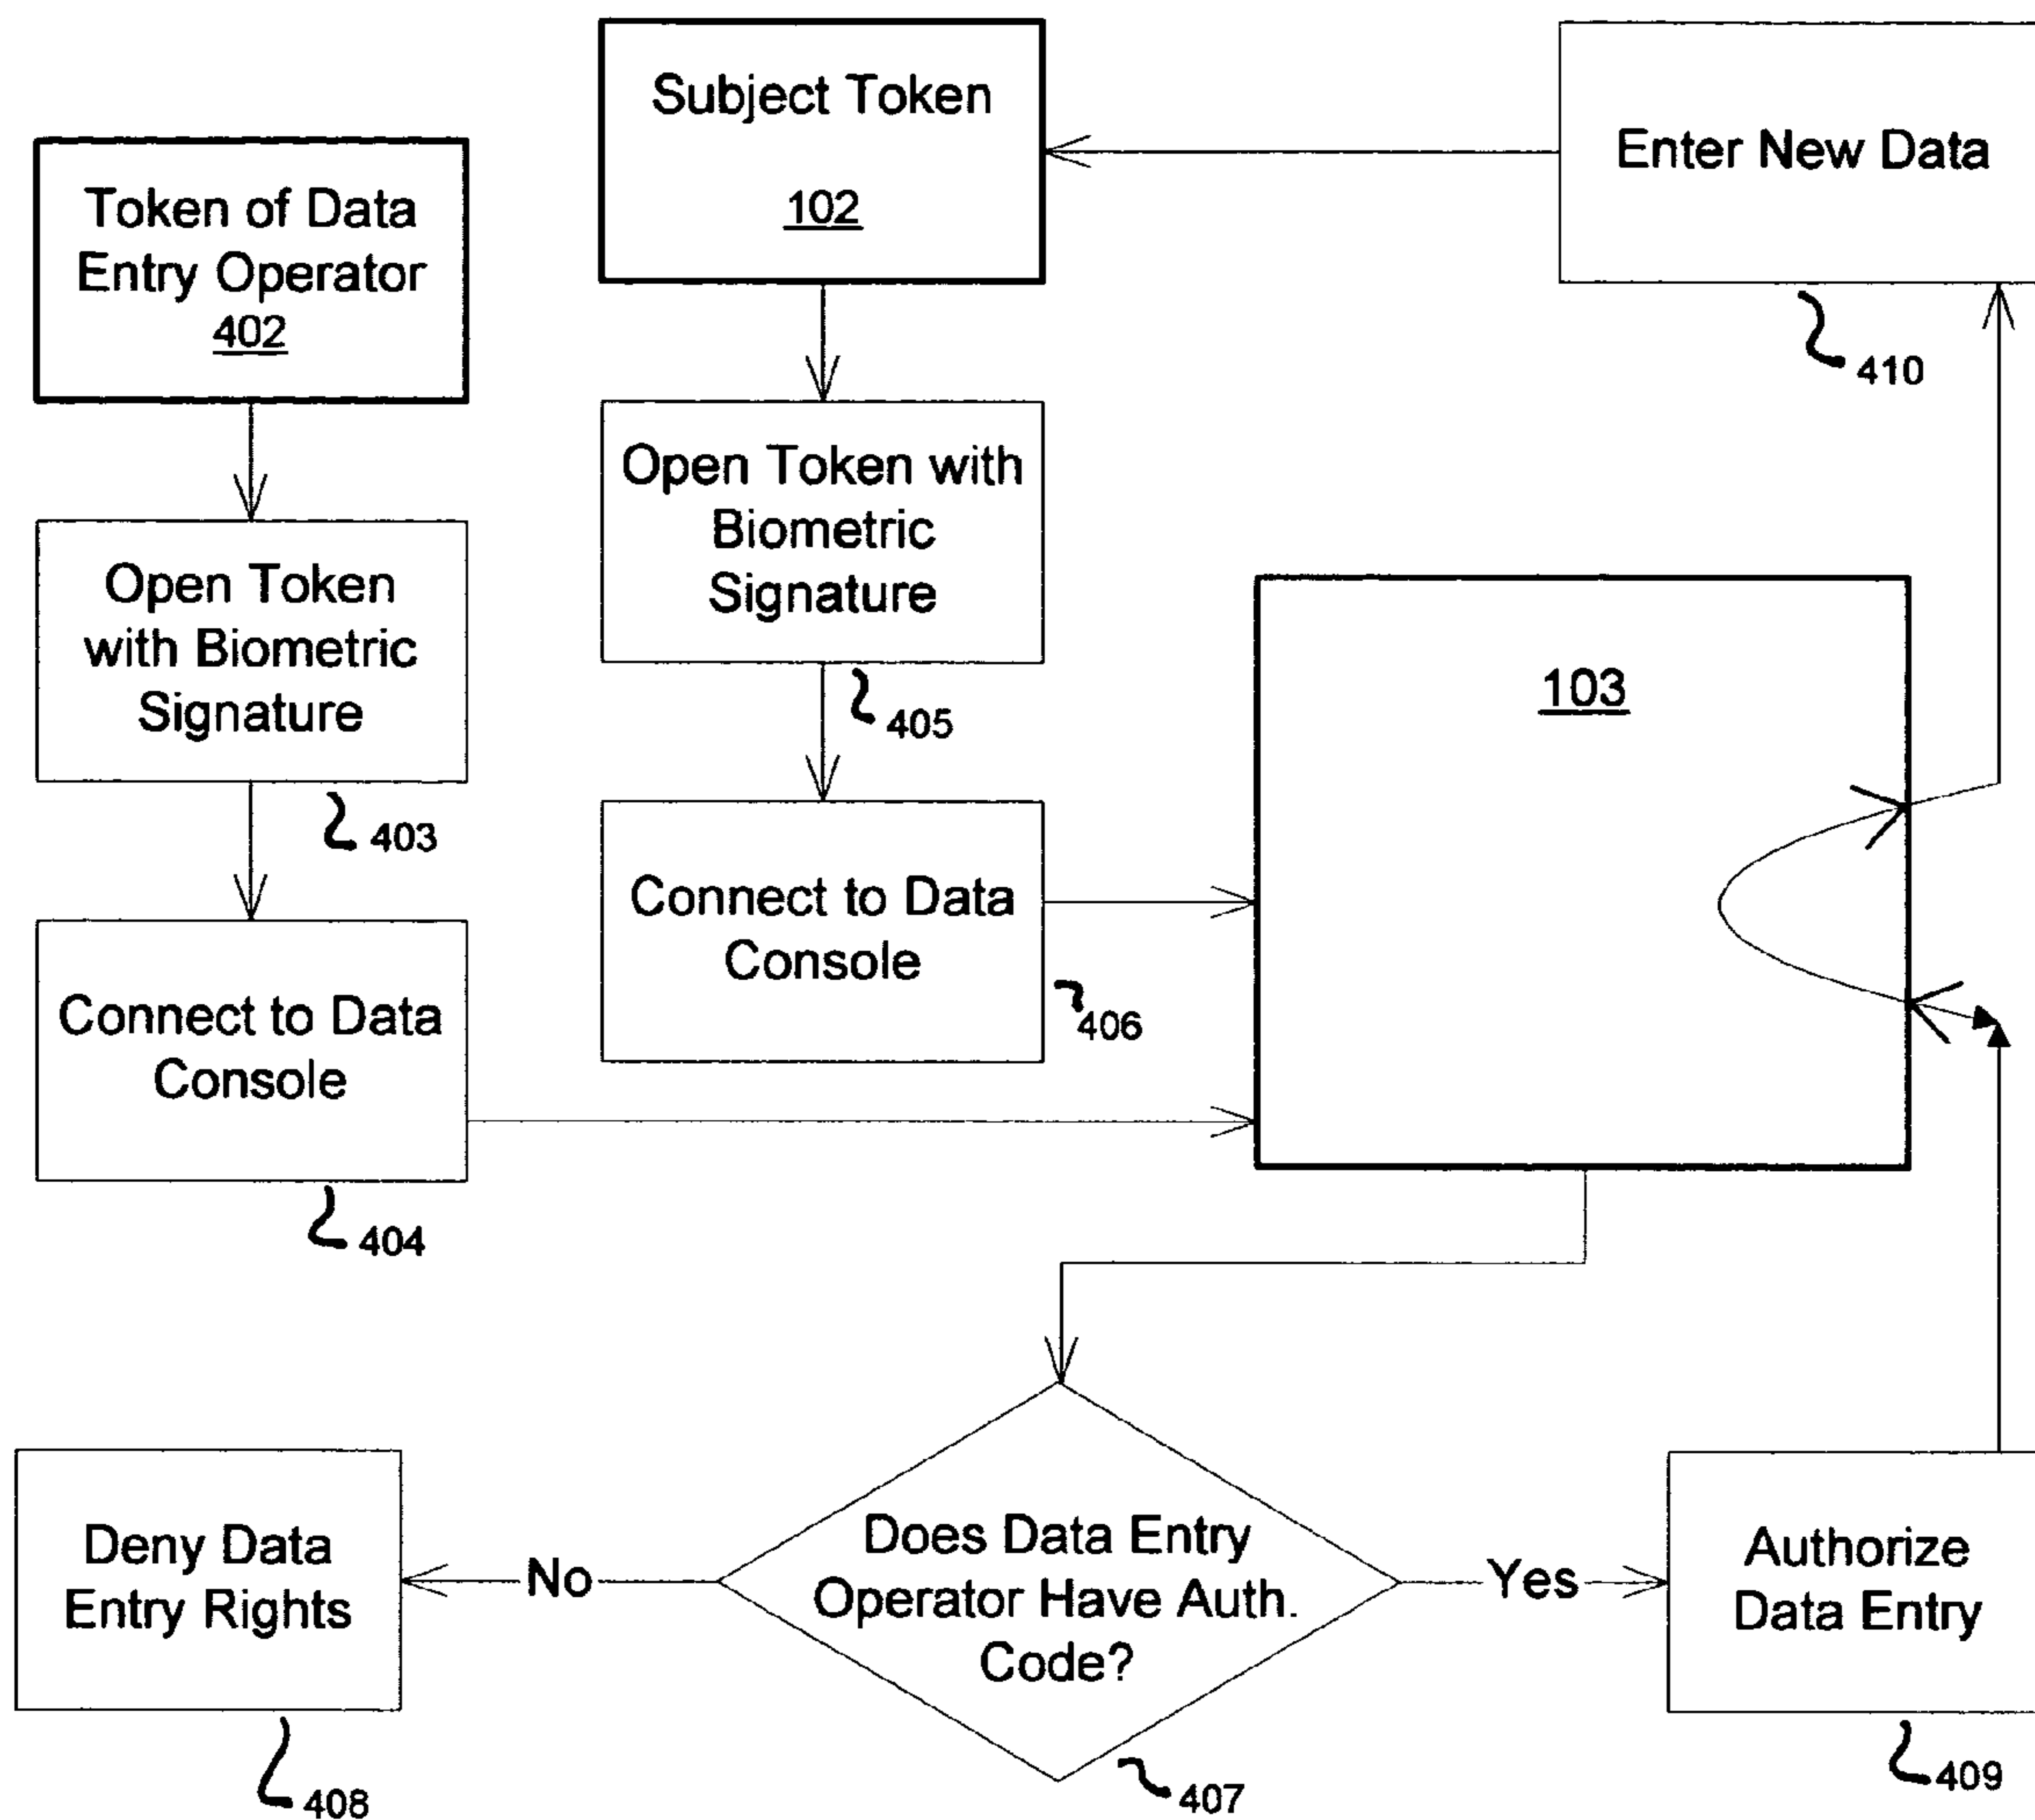 Subject Token
102
Enter New Data
410
Token of Data
Entry Operator
402
Open Token with
Biometric
Signature
405
Open Token
with Biometric
Signature
403
103
Connect to Data
Console
406
Connect to Data
Console
404
Does Data Entry
Operator Have Auth.
Code?
407
No
Yes
Deny Data
Entry Rights
408
Authorize
Data Entry
409